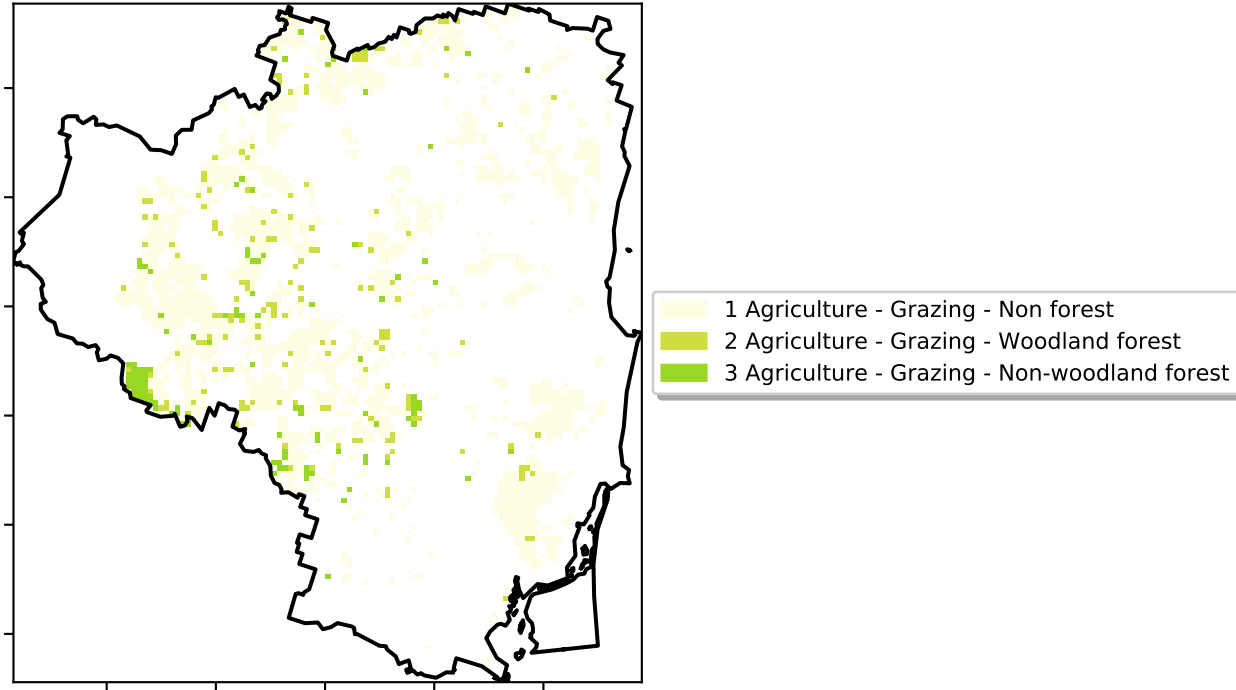 1 Agriculture - Grazing - Non forest
2 Agriculture - Grazing - Woodland forest
3 Agriculture - Grazing - Non-woodland forest